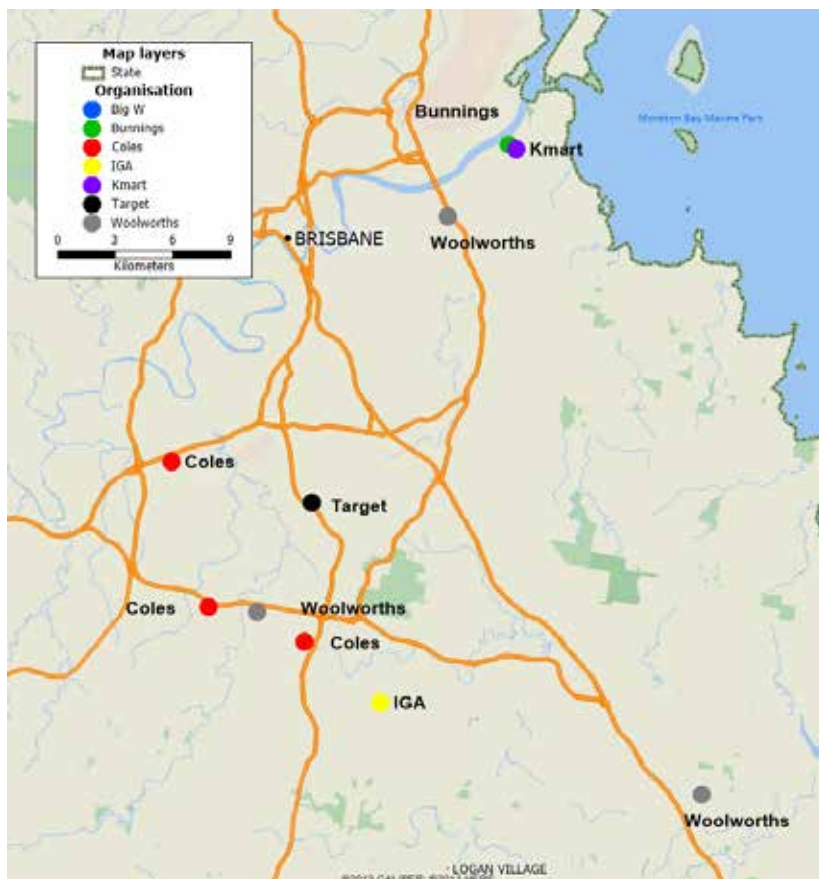 Map layers
State
Organisation
Big W
Bunnings
Coles
IGA
Kmart
Target
Woolworths
0 3 6 9
Kilometers
Bunnings
Moreton Bay Marine Park
Kmart
Woolworths
BRISBANE
Coles
Target
Coles
Woolworths
Coles
IGA
Woolworths
LOGAN VILLAGE